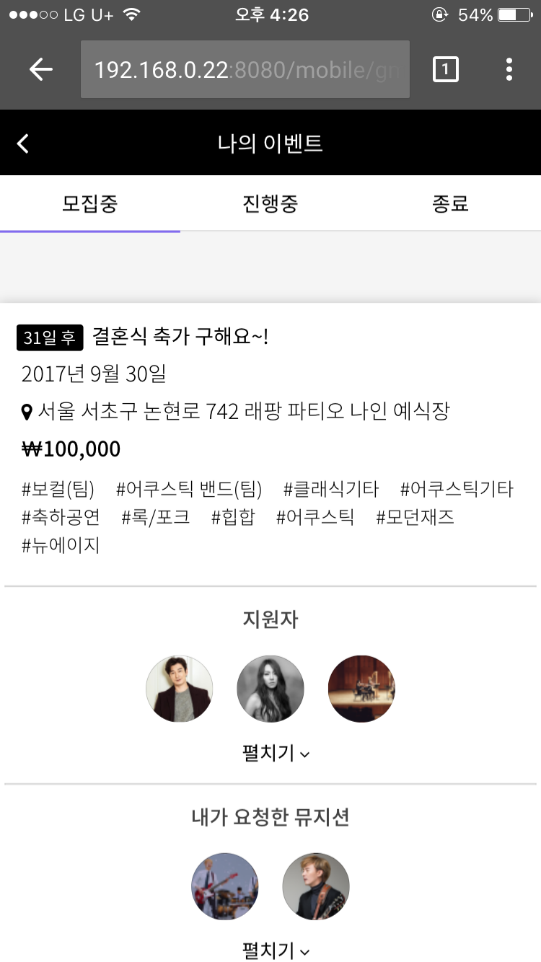 LG U+ 오후 4:26 54%
192.168.0.22:8080/mobile/gn 1
나의 이벤트
모집중 진행중 종료
31일 후 결혼식 축가 구해요~!
2017년 9월 30일
서울 서초구 논현로 742 래팡 파티오 나인 예식장
₩100,000
#보컬(팀) #어쿠스틱 밴드(팀) #클래식기타 #어쿠스틱기타
#축하공연 #록/포크 #힙합 #어쿠스틱 #모던재즈
#뉴에이지
지원자
펼치기
내가 요청한 뮤지션
펼치기